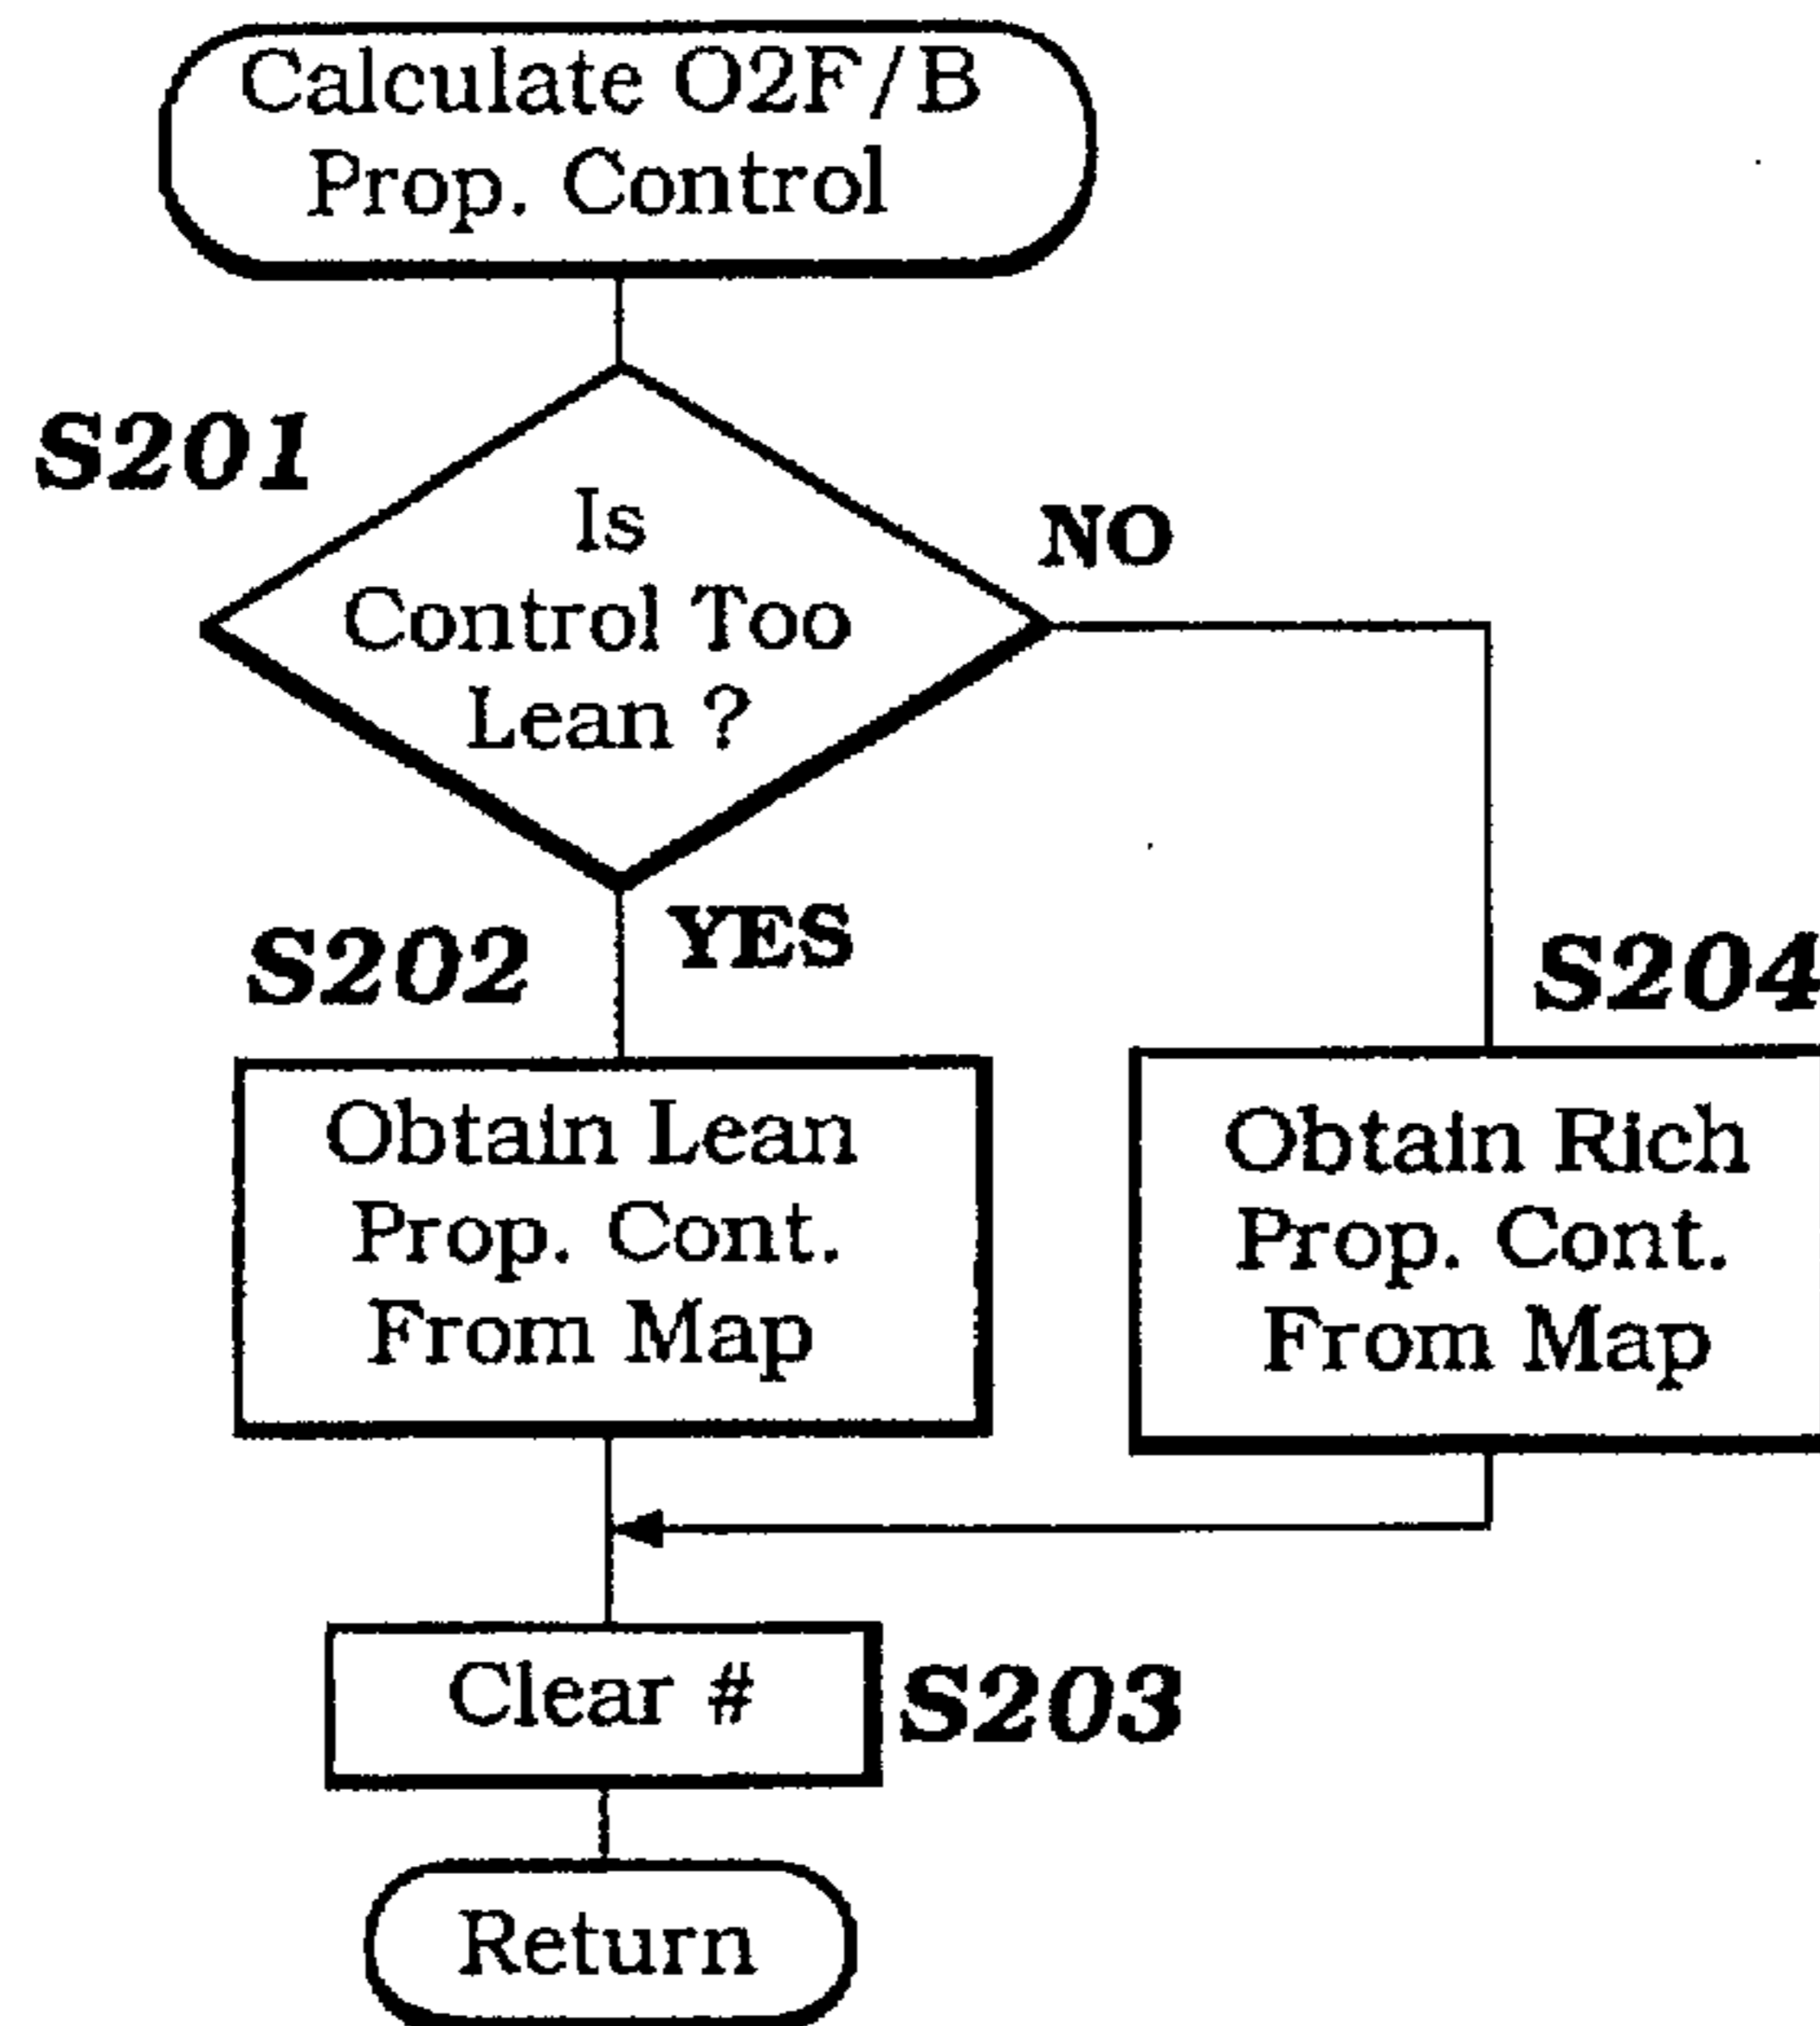 Calculate O2F/B
Prop. Control
S201
Is
Control Too
Lean ?
NO
YES
S202
S204
Obtain Lean
Prop. Cont.
From Map
Obtain Rich
Prop. Cont.
From Map
Clear #
S203
Return